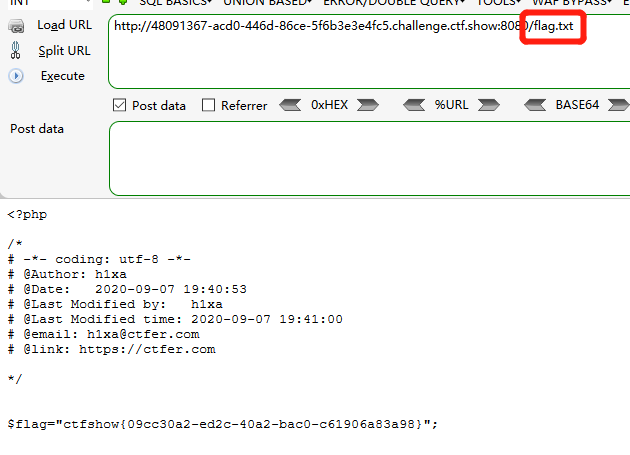 INT SQL BASICS▾ UNION BASED▾ ERROR/DOUBLE QUERY▾ TOOLS▾ WAF BYPASS▾ E
Load URL http://48091367-acd0-446d-86ce-5f6b3e3e4fc5.challenge.ctf.show:8080/flag.txt
Split URL
Execute
Post data Referrer 0xHEX %URL BASE64
Post data
<?php
/*
# -*- coding: utf-8 -*-
# @Author: h1xa
# @Date:   2020-09-07 19:40:53
# @Last Modified by:   h1xa
# @Last Modified time: 2020-09-07 19:41:00
# @email: h1xa@ctfer.com
# @link: https://ctfer.com
*/
$flag="ctfshow{09cc30a2-ed2c-40a2-bac0-c61906a83a98}";